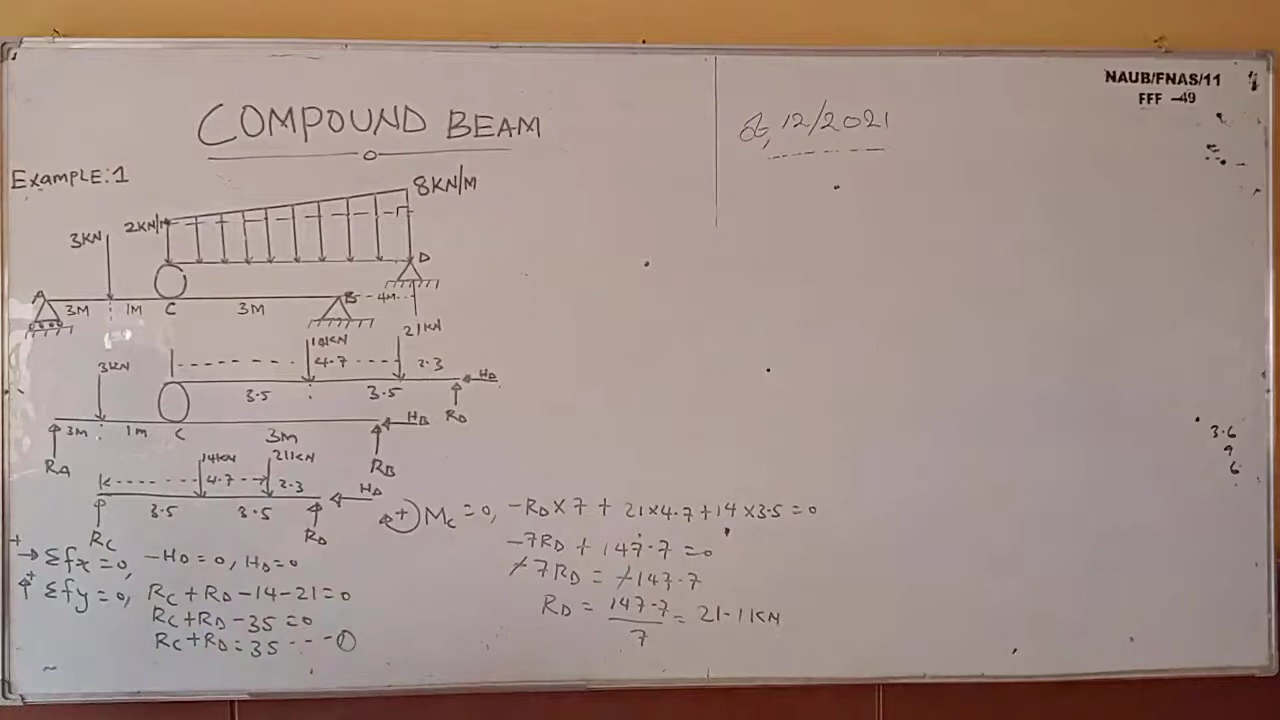 NAUB/FNAS/11
FFF -49
COMPOUND BEAM
12/2021
Example:1
8KN/M
2KN/M
3KN
D
A
B
4M
3M 1M C 3M
14KN 21KN
4.7 2.3
3KN
HD
3.5 3.5
HB RD
3M 1m C 3M
RA RB
14KN 21KN
4.7 2.3
HD
3.5 3.5
RC RD
+→ Σfx=0, -HD=0, HD=0
↑+ Σfy=0, RC+RD-14-21=0
RC+RD-35=0
RC+RD=35 ---①
+ MC=0, -RD×7 + 21×4.7+14×3.5=0
-7RD + 147.7=0
-7RD = -147.7
RD = 147.7/7 = 21.1KN
3.6
9
6